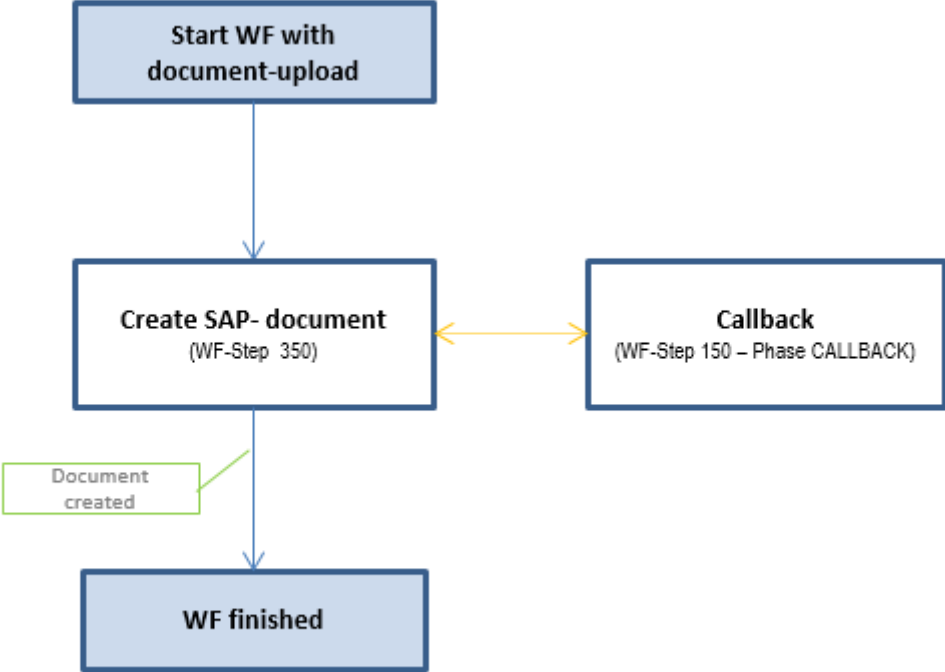 Start WF with
document-upload
Create SAP- document
(WF-Step 350)
Callback
(WF-Step 150 – Phase CALLBACK)
Document
created
WF finished